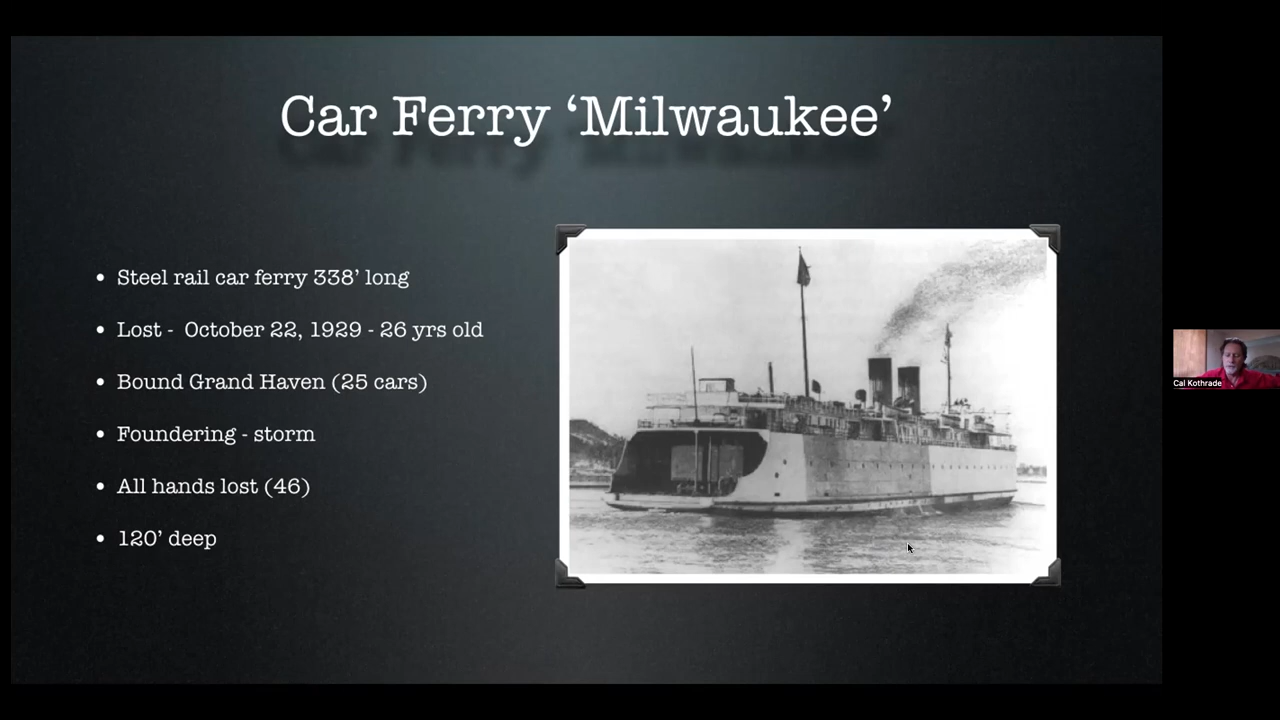 Car Ferry ‘Milwaukee’
• Steel rail car ferry 338’ long
• Lost - October 22, 1929 - 26 yrs old
• Bound Grand Haven (25 cars)
• Foundering - storm
• All hands lost (46)
• 120’ deep
Cal Kothrade